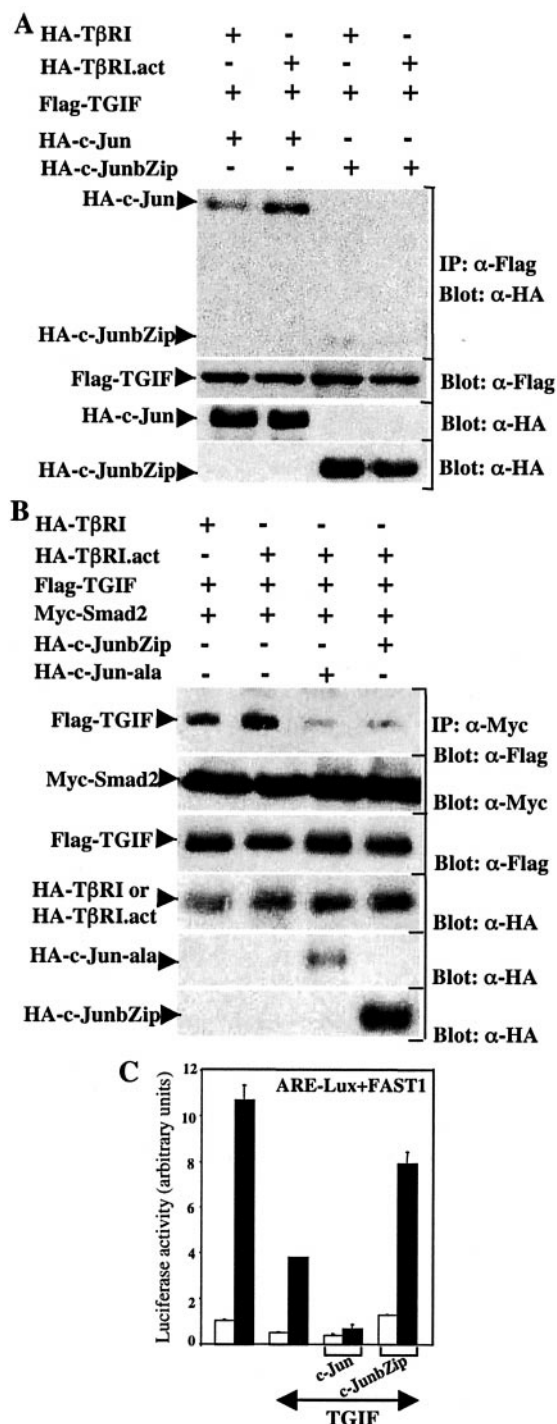 A
HA-TβRI + - + -
HA-TβRI.act - + - +
Flag-TGIF + + + +
HA-c-Jun + + - -
HA-c-JunbZip - - + +
HA-c-Jun
IP: α-Flag
Blot: α-HA
HA-c-JunbZip
Flag-TGIF Blot: α-Flag
HA-c-Jun Blot: α-HA
HA-c-JunbZip Blot: α-HA
B
HA-TβRI + - - -
HA-TβRI.act - + + +
Flag-TGIF + + + +
Myc-Smad2 + + + +
HA-c-JunbZip - - - +
HA-c-Jun-ala - - + -
Flag-TGIF IP: α-Myc
Blot: α-Flag
Myc-Smad2 Blot: α-Myc
Flag-TGIF Blot: α-Flag
HA-TβRI or
HA-TβRI.act Blot: α-HA
HA-c-Jun-ala Blot: α-HA
HA-c-JunbZip Blot: α-HA
C
ARE-Lux+FAST1
Luciferase activity (arbitrary units)
12
10
8
6
4
2
0
c-Jun
c-JunbZip
TGIF